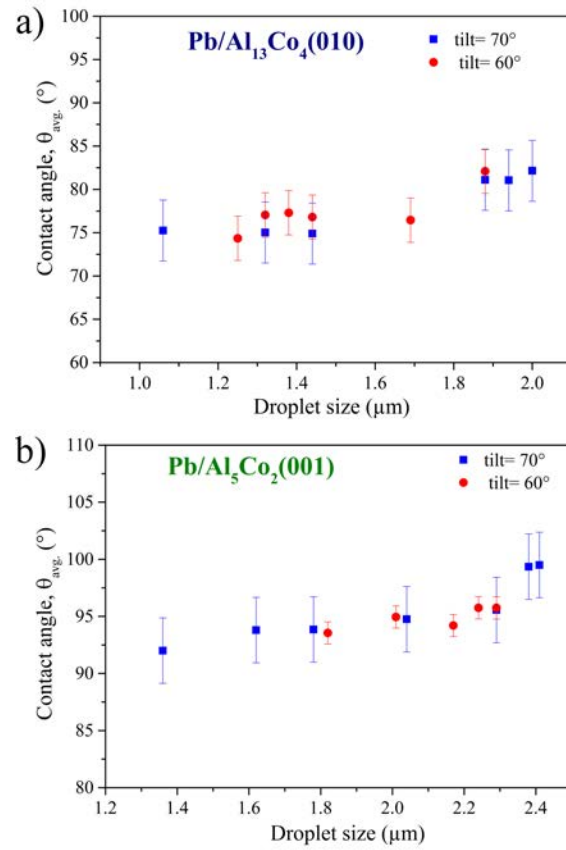 a)
Pb/Al₁₃Co₄(010)
tilt= 70°
tilt= 60°
Contact angle, θavg. (°)
100
95
90
85
80
75
70
65
60
1.0 1.2 1.4 1.6 1.8 2.0
Droplet size (µm)
b)
Pb/Al₅Co₂(001)
tilt= 70°
tilt= 60°
Contact angle, θavg. (°)
110
105
100
95
90
85
80
1.2 1.4 1.6 1.8 2.0 2.2 2.4
Droplet size (µm)